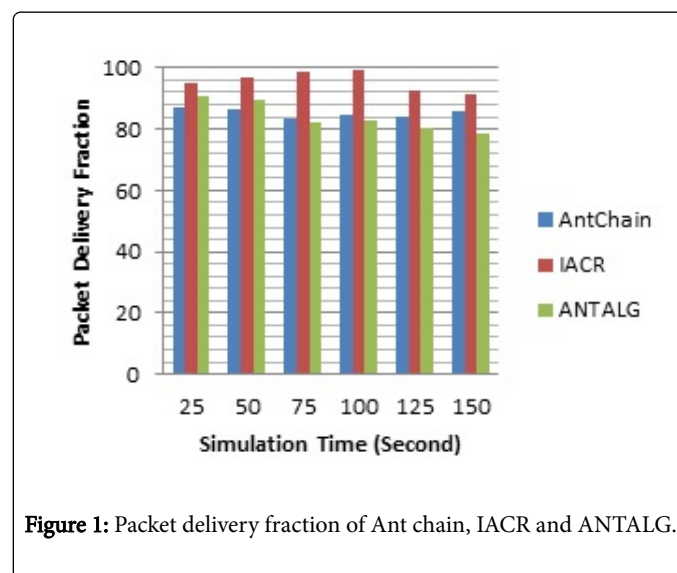 100
80
60
40
20
0
Packet Delivery Fraction
25 50 75 100 125 150
Simulation Time (Second)
AntChain
IACR
ANTALG
Figure 1: Packet delivery fraction of Ant chain, IACR and ANTALG.